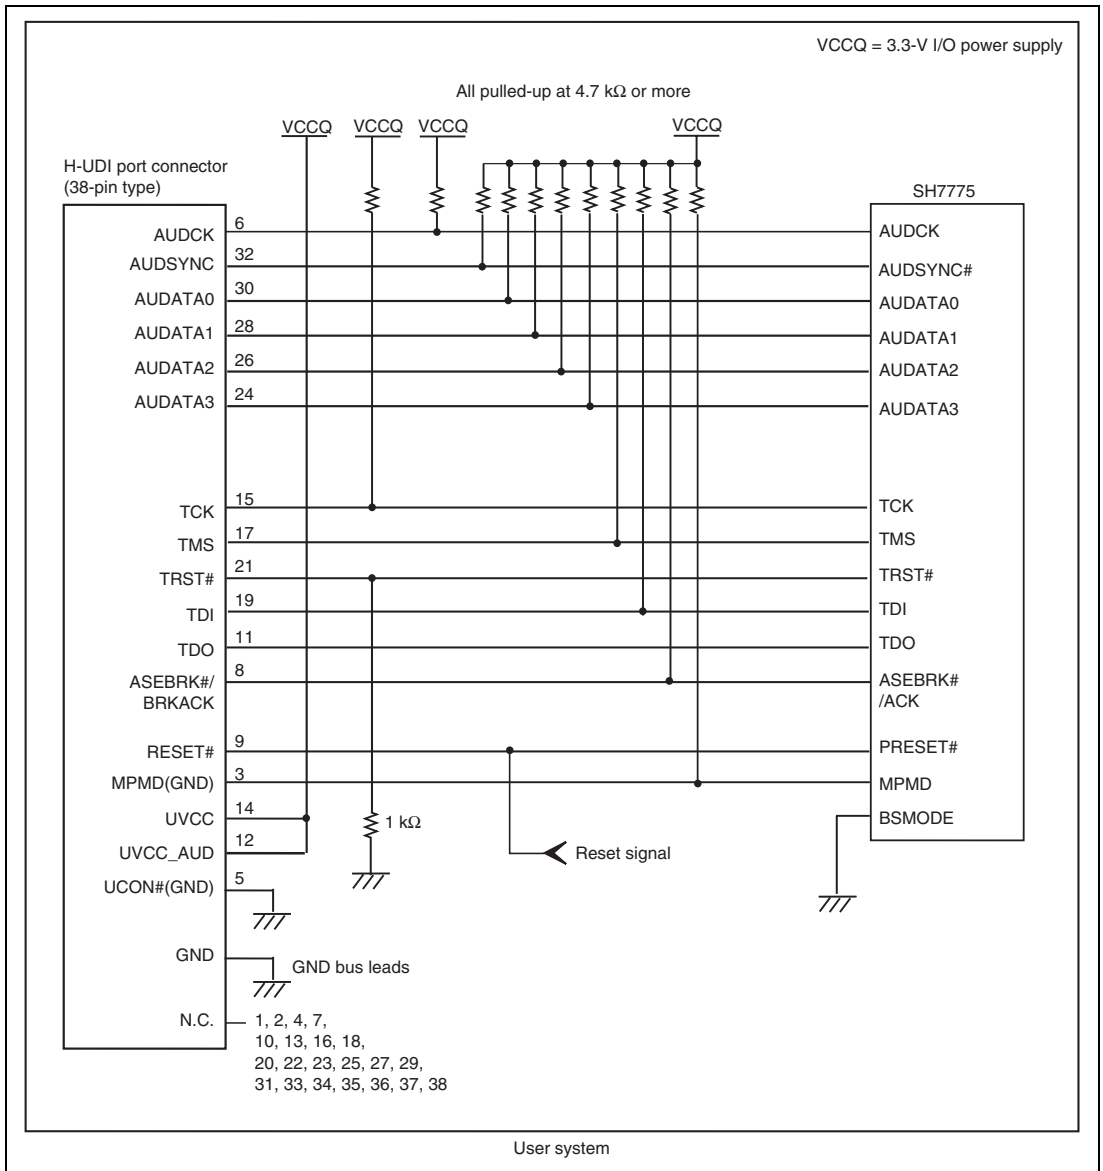 VCCQ = 3.3-V I/O power supply
All pulled-up at 4.7 kΩ or more
VCCQ VCCQ VCCQ VCCQ
H-UDI port connector
(38-pin type)
SH7775
AUDCK 6 AUDCK
AUDSYNC 32 AUDSYNC#
AUDATA0 30 AUDATA0
AUDATA1 28 AUDATA1
AUDATA2 26 AUDATA2
AUDATA3 24 AUDATA3
TCK 15 TCK
TMS 17 TMS
TRST# 21 TRST#
TDI 19 TDI
TDO 11 TDO
ASEBRK#/ 8 ASEBRK#
BRKACK /ACK
RESET# 9 PRESET#
MPMD(GND) 3 MPMD
UVCC 14 1 kΩ BSMODE
UVCC_AUD 12 Reset signal
UCON#(GND) 5
GND GND bus leads
N.C. 1, 2, 4, 7,
10, 13, 16, 18,
20, 22, 23, 25, 27, 29,
31, 33, 34, 35, 36, 37, 38
User system